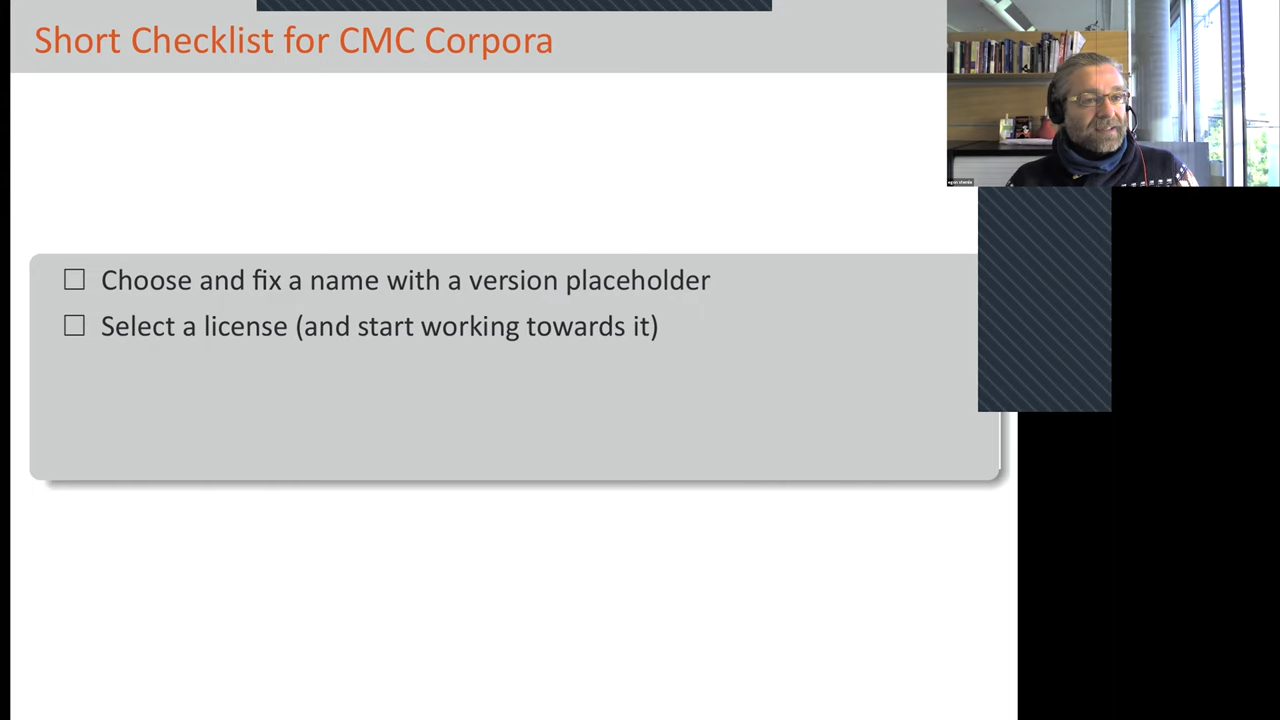 Short Checklist for CMC Corpora
☐ Choose and fix a name with a version placeholder
☐ Select a license (and start working towards it)